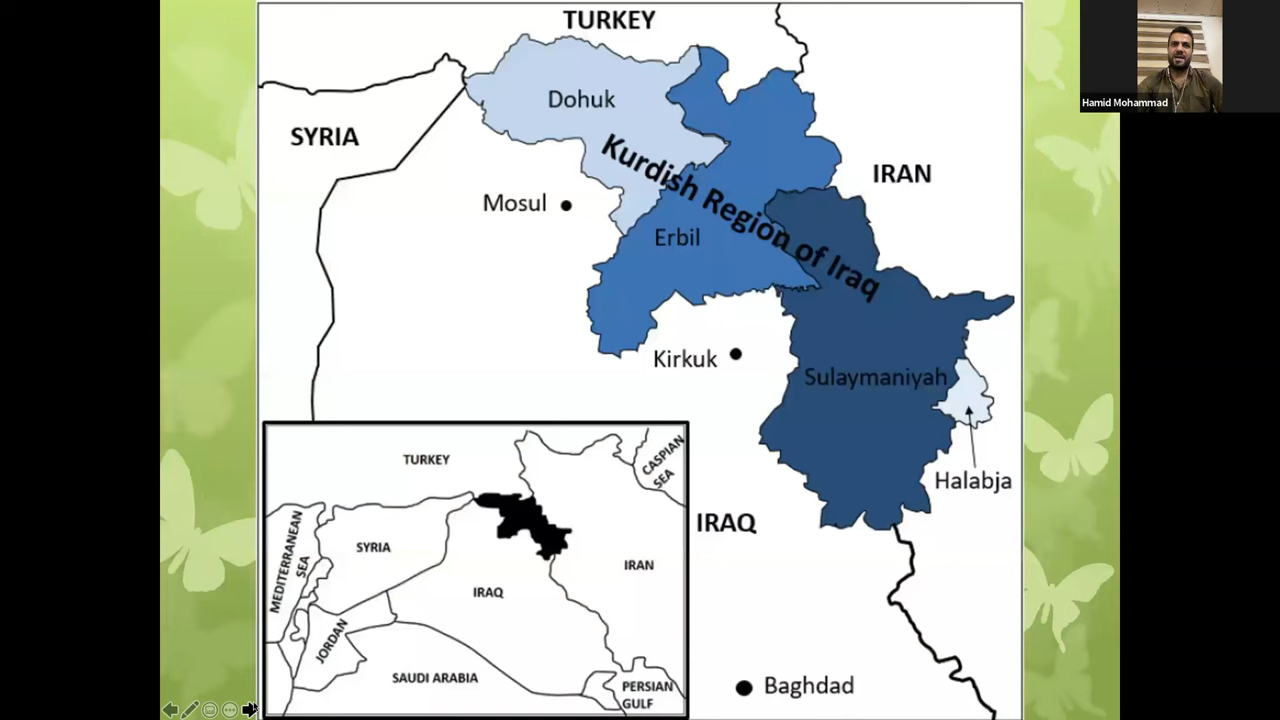 TURKEY
Hamid Mohammad
Dohuk
SYRIA
Kurdish Region of Iraq
IRAN
Mosul
Erbil
Kirkuk
Sulaymaniyah
Halabja
IRAQ
Baghdad
TURKEY
CASPIAN
SEA
MEDITERRANEAN
SEA
SYRIA
IRAN
IRAQ
JORDAN
SAUDI ARABIA
PERSIAN
GULF